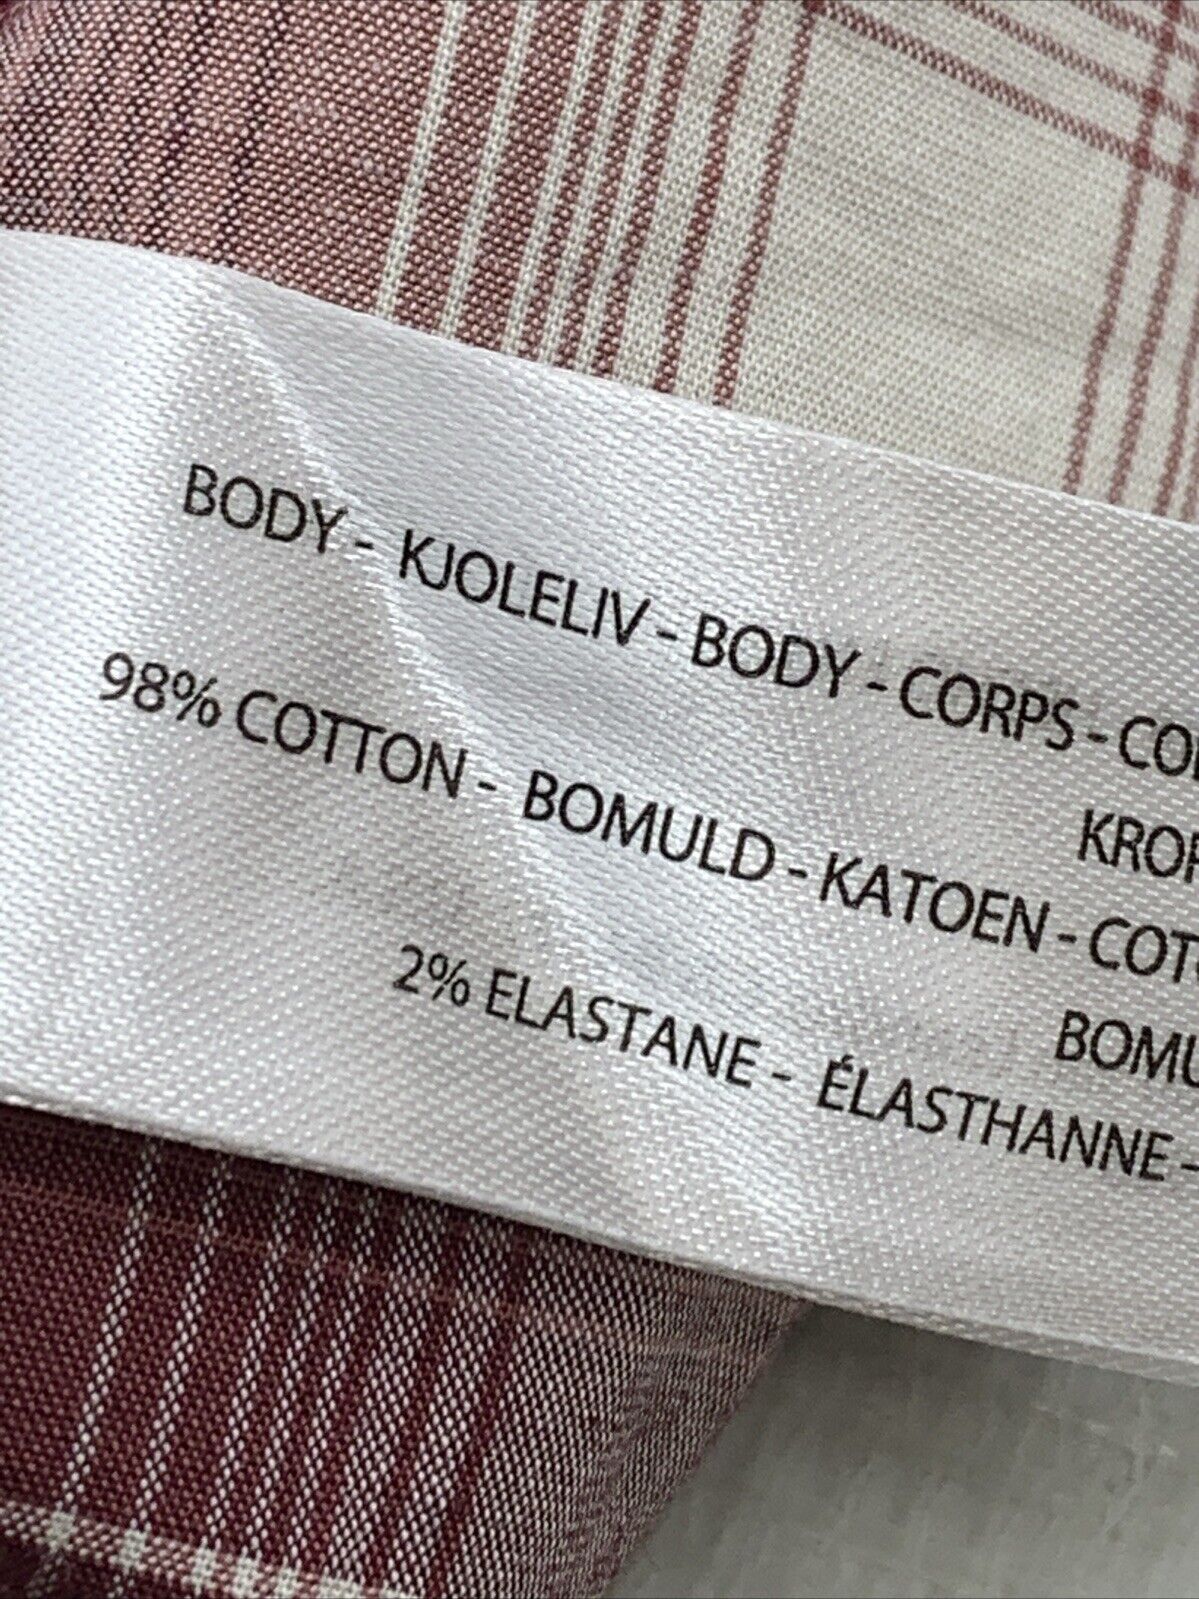 BODY - KJOLELIV - BODY - CORPS -
98% COTTON - BOMULD - KATOEN -
2% ELASTANE - ÉLASTHANNE -